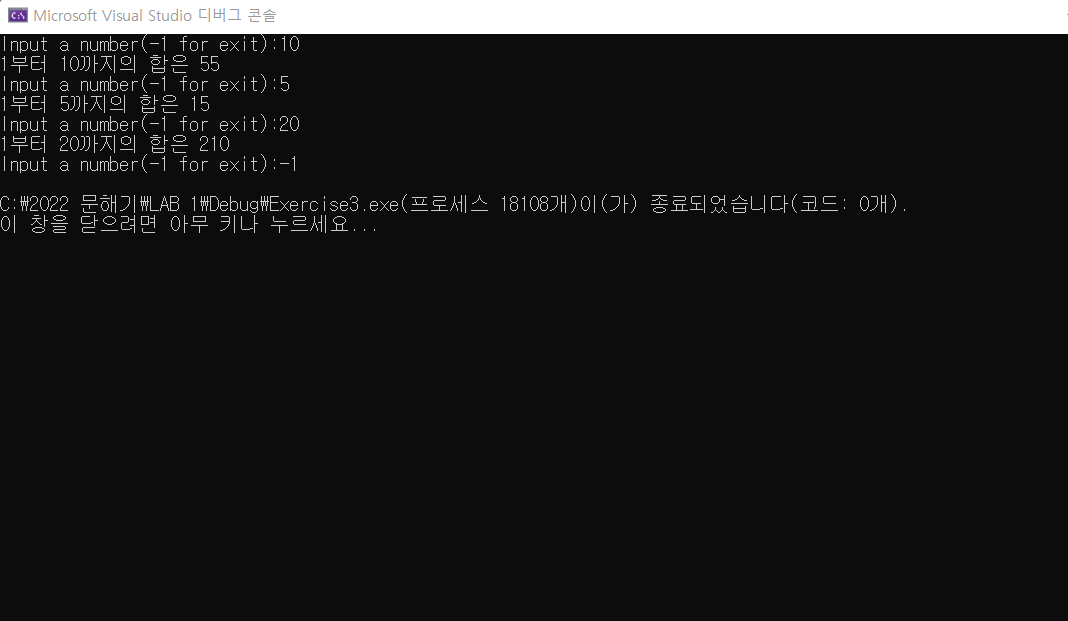 Microsoft Visual Studio 디버그 콘솔
Input a number(-1 for exit):10
1부터 10까지의 합은 55
Input a number(-1 for exit):5
1부터 5까지의 합은 15
Input a number(-1 for exit):20
1부터 20까지의 합은 210
Input a number(-1 for exit):-1
C:₩2022 문해기₩LAB 1₩Debug₩Exercise3.exe(프로세스 18108개)이(가) 종료되었습니다(코드: 0개).
이 창을 닫으려면 아무 키나 누르세요...